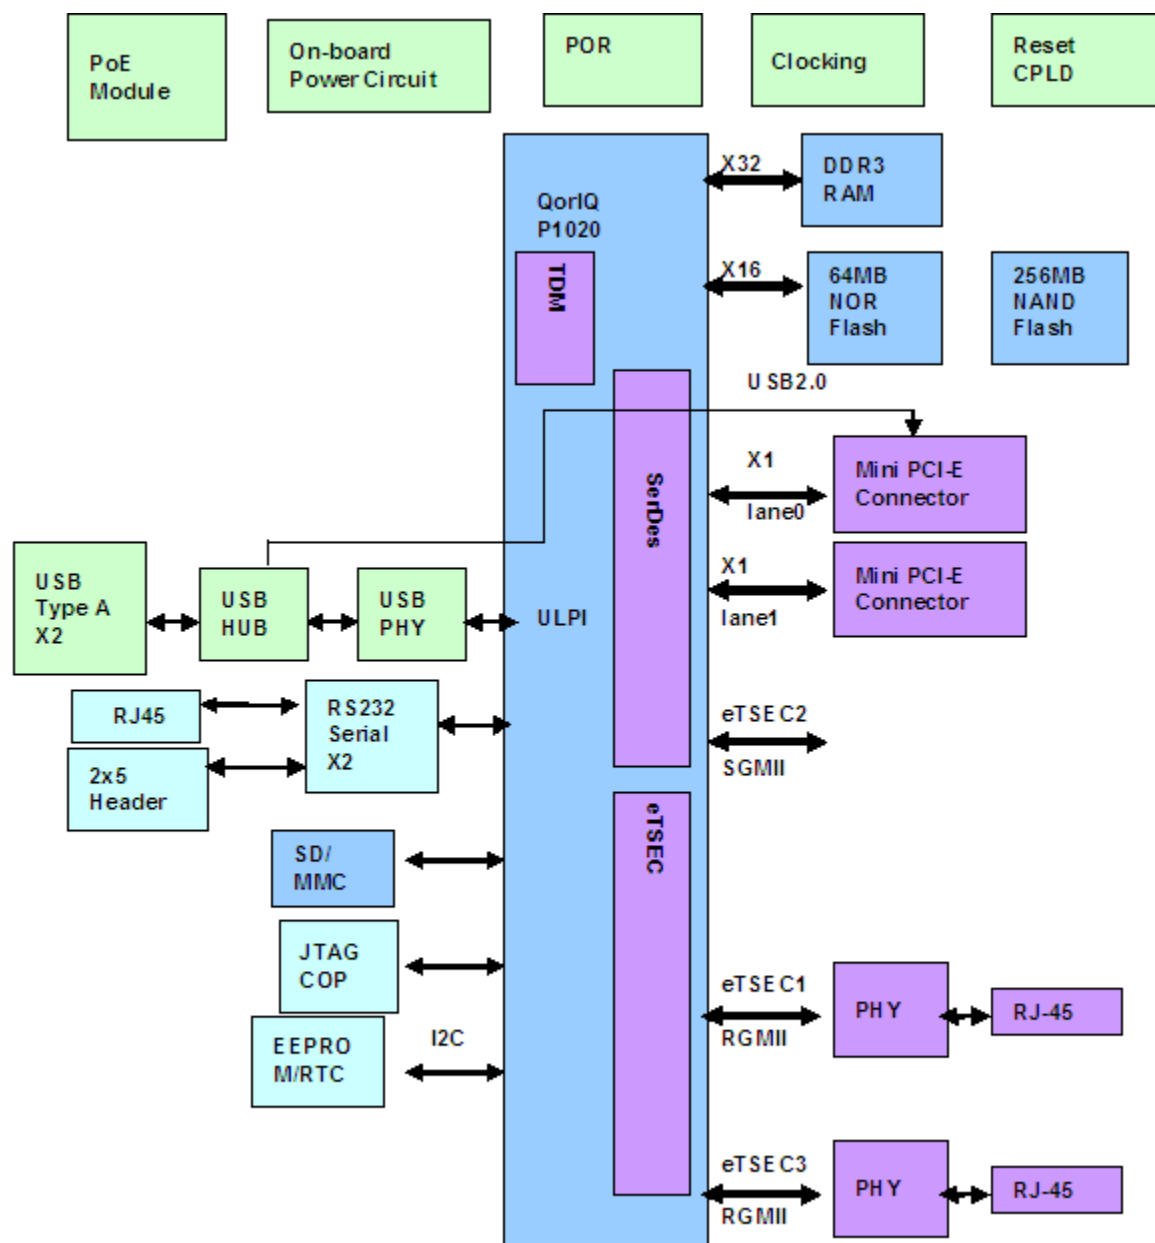 PoE
Module
On-board
Power Circuit
POR
Clocking
Reset
CPLD
QorIQ
P1020
TDM
SerDes
eTSEC
ULPI
X32
DDR3
RAM
X16
64MB
NOR
Flash
256MB
NAND
Flash
USB2.0
X1
lane0
Mini PCI-E
Connector
X1
lane1
Mini PCI-E
Connector
USB
Type A
X2
USB
HUB
USB
PHY
RJ45
2x5
Header
RS232
Serial
X2
eTSEC2
SGMII
SD/
MMC
JTAG
COP
EEPRO
M/RTC
I2C
eTSEC1
RGMII
PHY
RJ-45
eTSEC3
RGMII
PHY
RJ-45